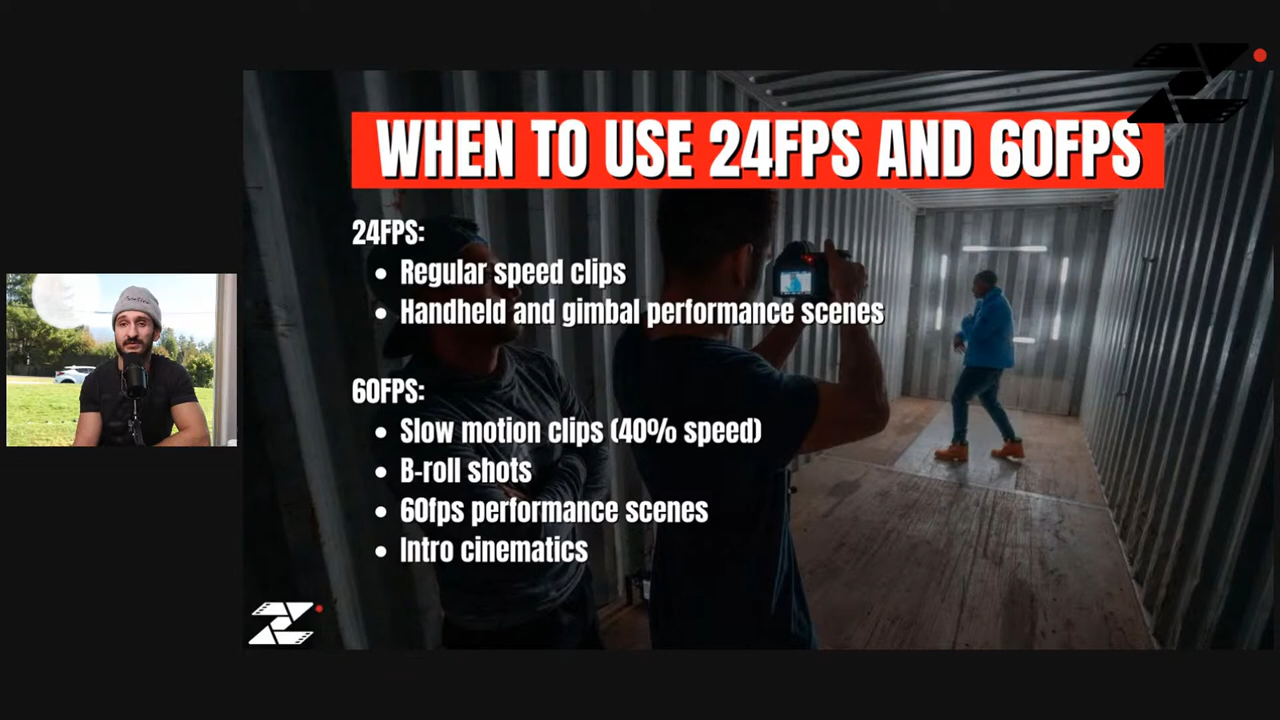 WHEN TO USE 24FPS AND 60FPS
24FPS:
Regular speed clips
Handheld and gimbal performance scenes
60FPS:
Slow motion clips (40% speed)
B-roll shots
60fps performance scenes
Intro cinematics